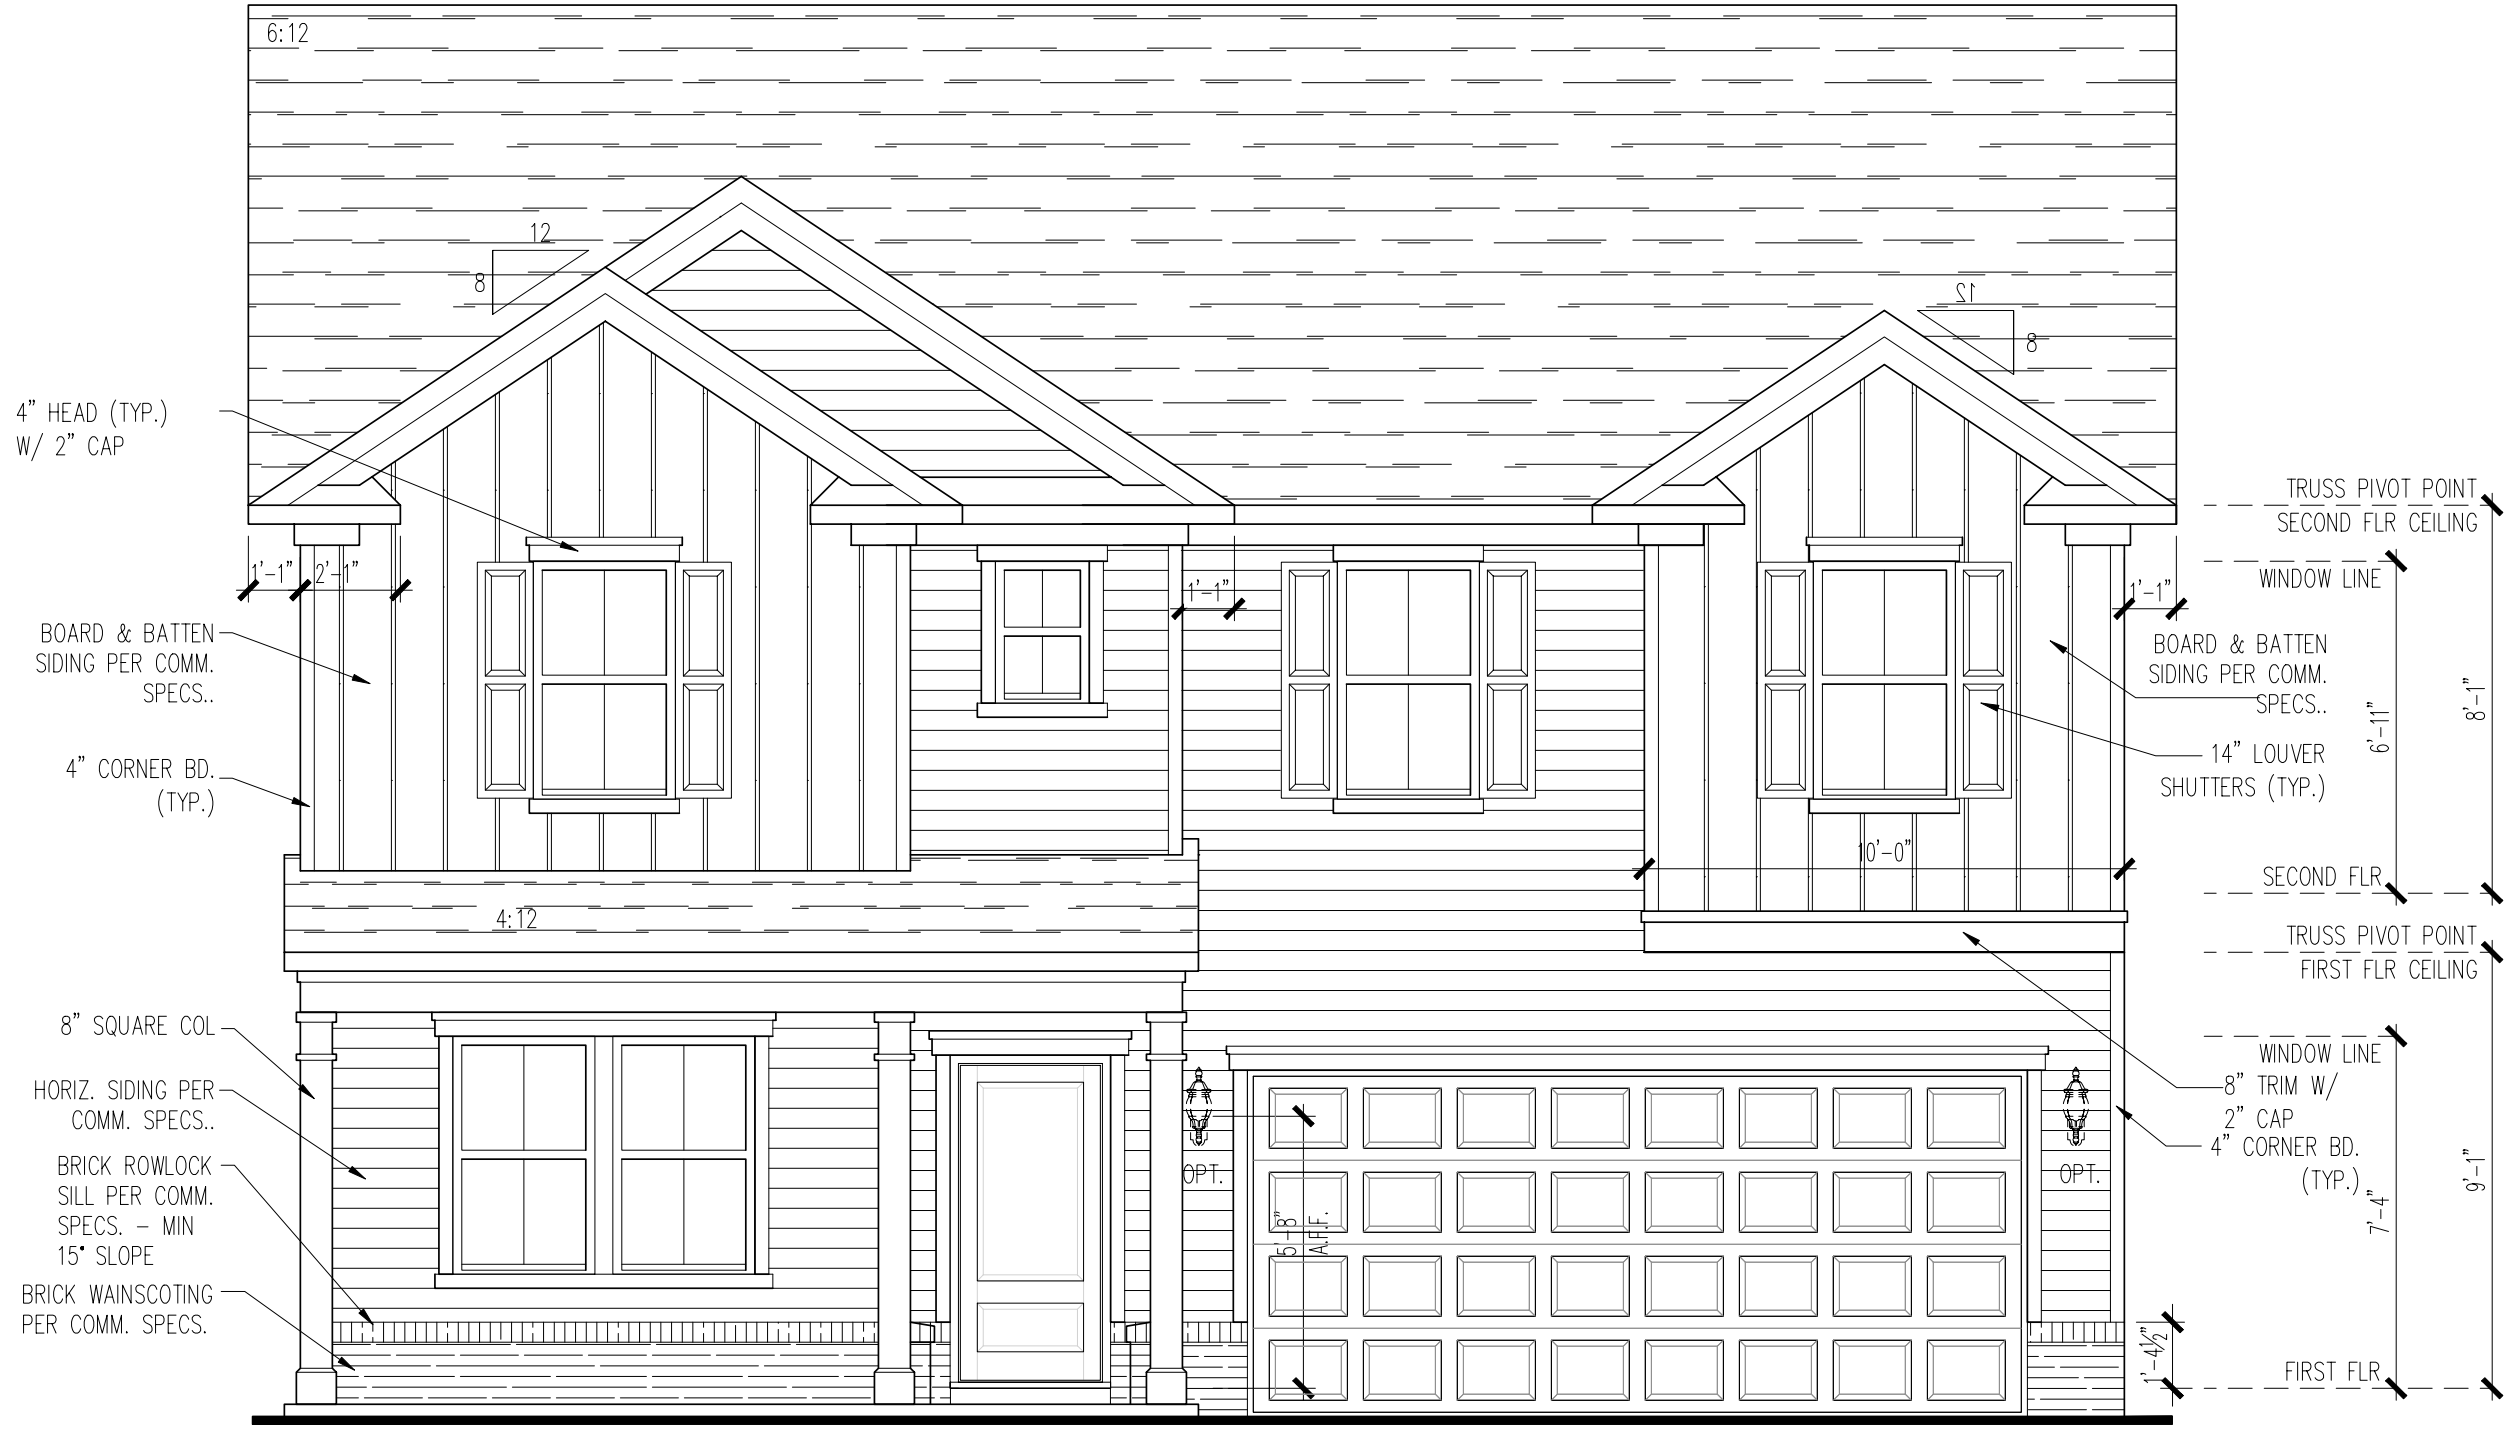 6:12
12
8
12
8
4" HEAD (TYP.)
W/ 2" CAP
TRUSS PIVOT POINT
SECOND FLR CEILING
WINDOW LINE
1'-1"
2'-1"
1'-1"
1'-1"
BOARD & BATTEN
SIDING PER COMM.
SPECS..
BOARD & BATTEN
SIDING PER COMM.
SPECS..
6'-11"
8'-1"
4" CORNER BD.
(TYP.)
14" LOUVER
SHUTTERS (TYP.)
10'-0"
SECOND FLR
4:12
TRUSS PIVOT POINT
FIRST FLR CEILING
8" SQUARE COL
WINDOW LINE
HORIZ. SIDING PER
COMM. SPECS..
8" TRIM W/
2" CAP
4" CORNER BD.
(TYP.)
BRICK ROWLOCK
SILL PER COMM.
SPECS. - MIN
15° SLOPE
OPT.
OPT.
5'-8"
A.F.F.
7'-4"
9'-1"
BRICK WAINSCOTING
PER COMM. SPECS.
1'-4½"
FIRST FLR